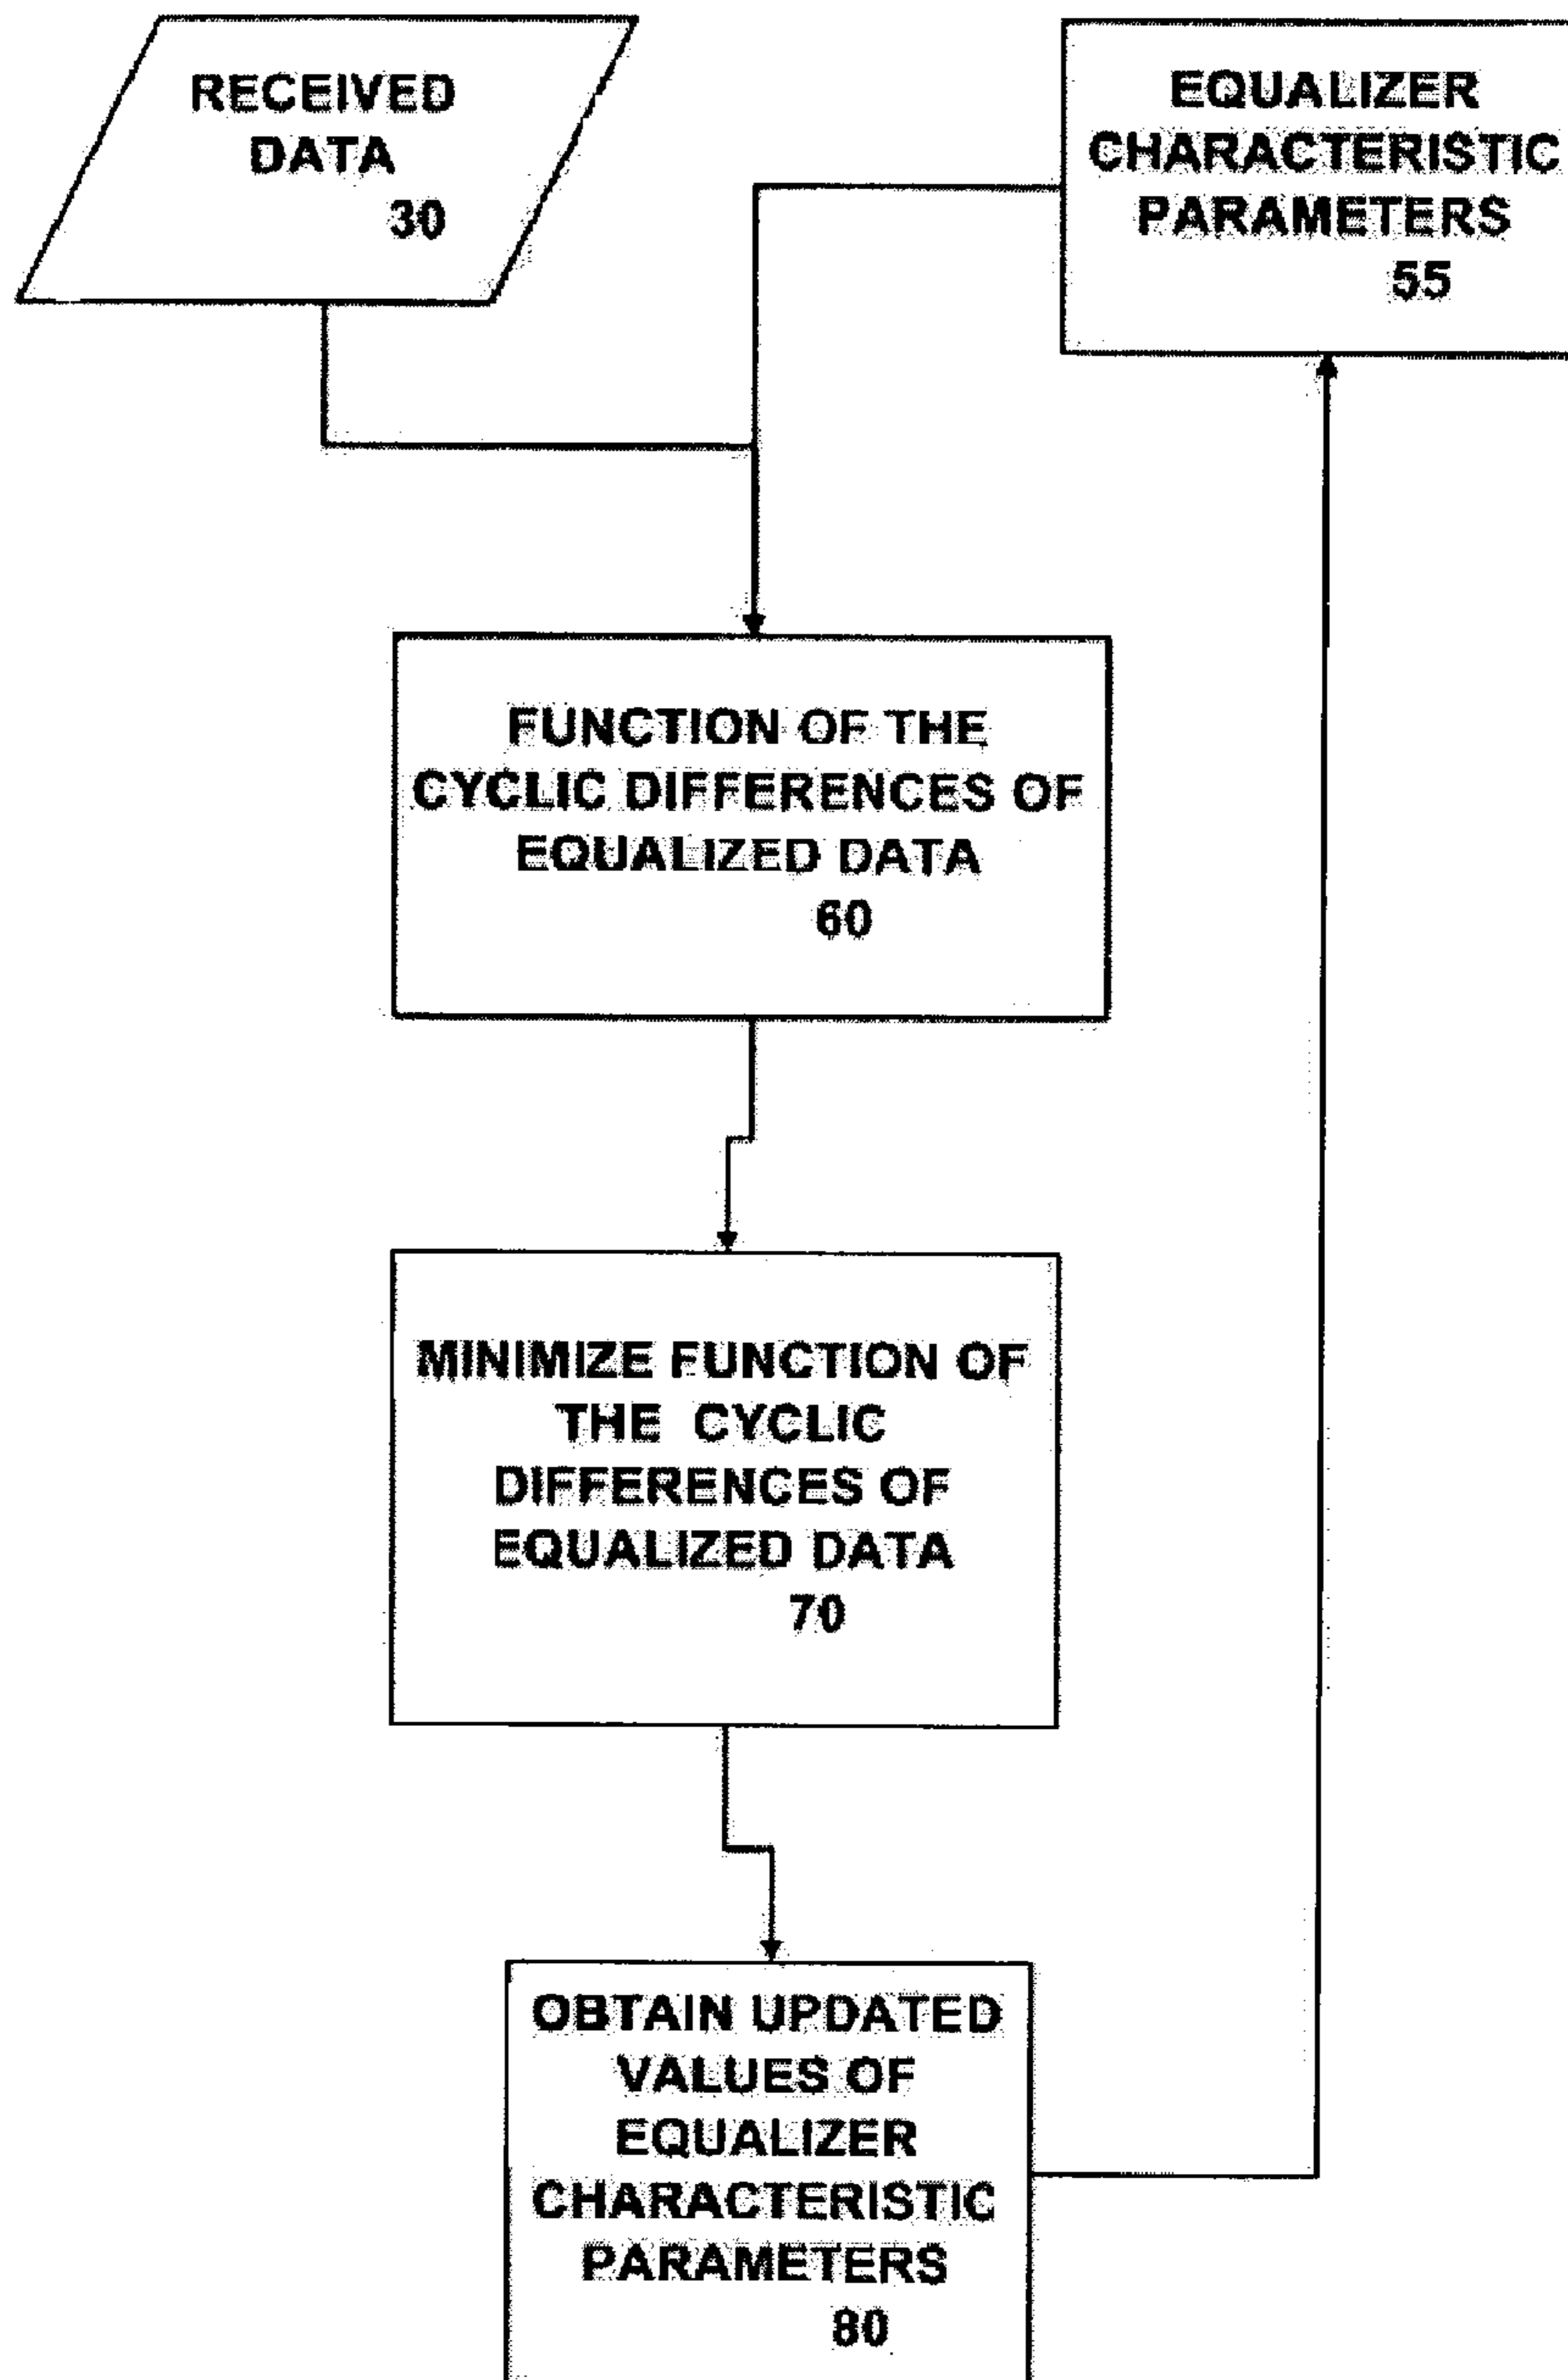 RECEIVED
DATA
30
EQUALIZER
CHARACTERISTIC
PARAMETERS
55
FUNCTION OF THE
CYCLIC DIFFERENCES OF
EQUALIZED DATA
60
MINIMIZE FUNCTION OF
THE CYCLIC
DIFFERENCES OF
EQUALIZED DATA
70
OBTAIN UPDATED
VALUES OF
EQUALIZER
CHARACTERISTIC
PARAMETERS
80